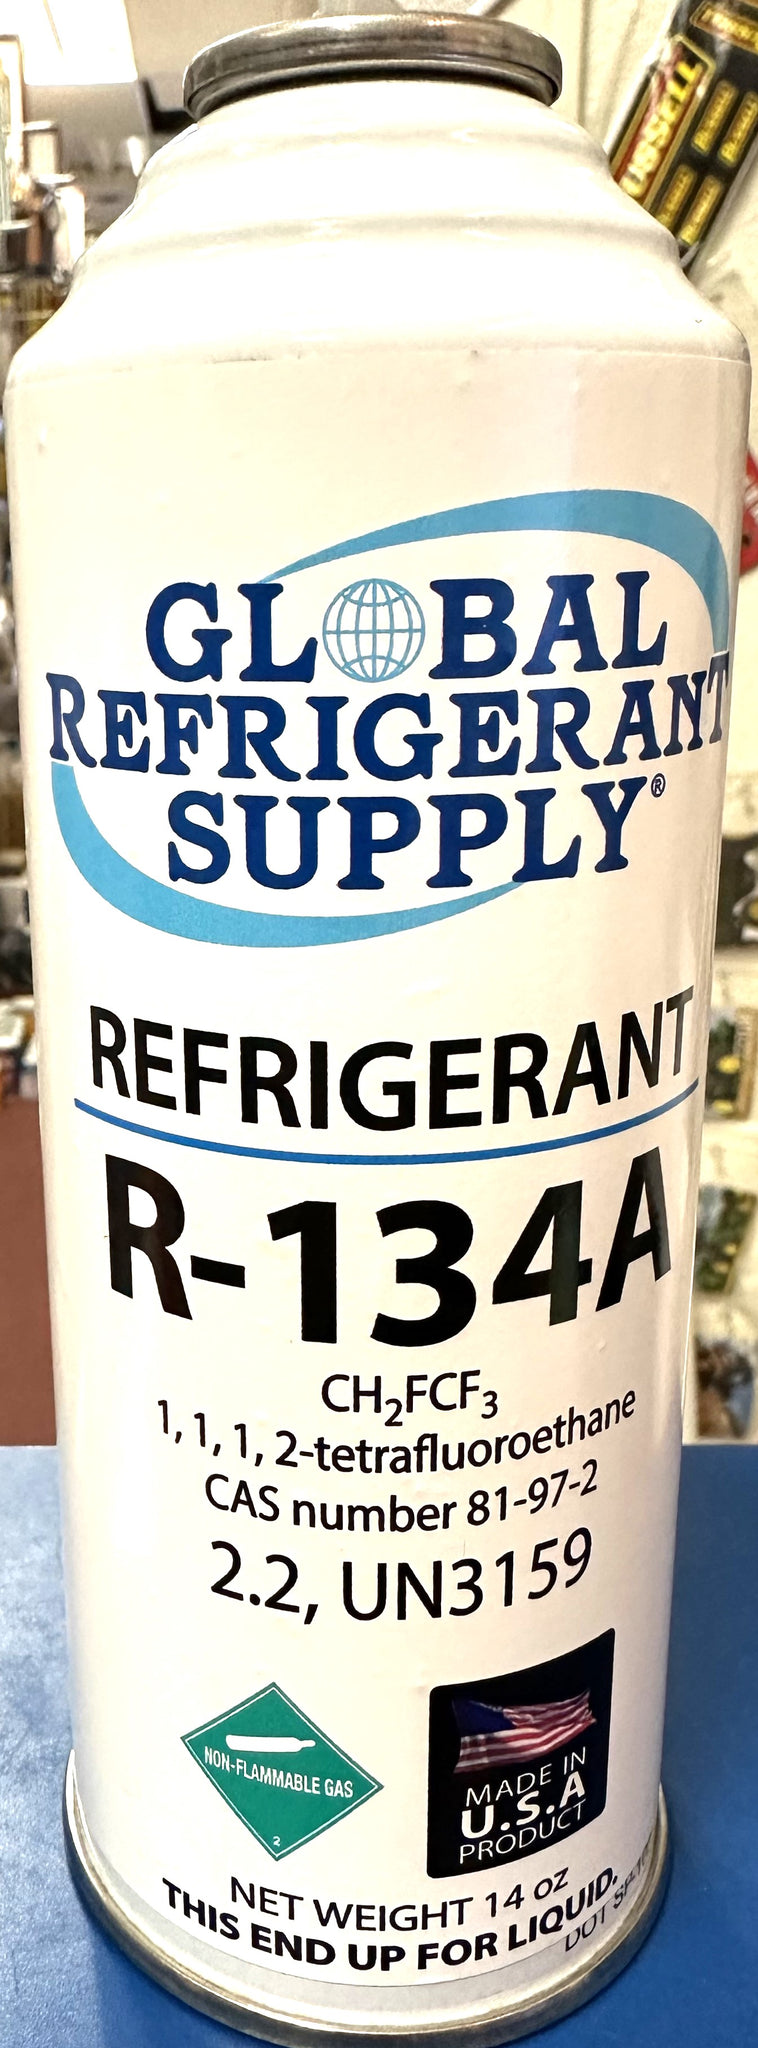 GLOBAL
REFRIGERANT
SUPPLY®
REFRIGERANT
R-134A
CH₂FCF₃
1, 1, 1, 2-tetrafluoroethane
CAS number 81-97-2
2.2, UN3159
NON-FLAMMABLE GAS
2
MADE IN
U.S.A
PRODUCT
NET WEIGHT 14 oz
THIS END UP FOR LIQUID.
DOT